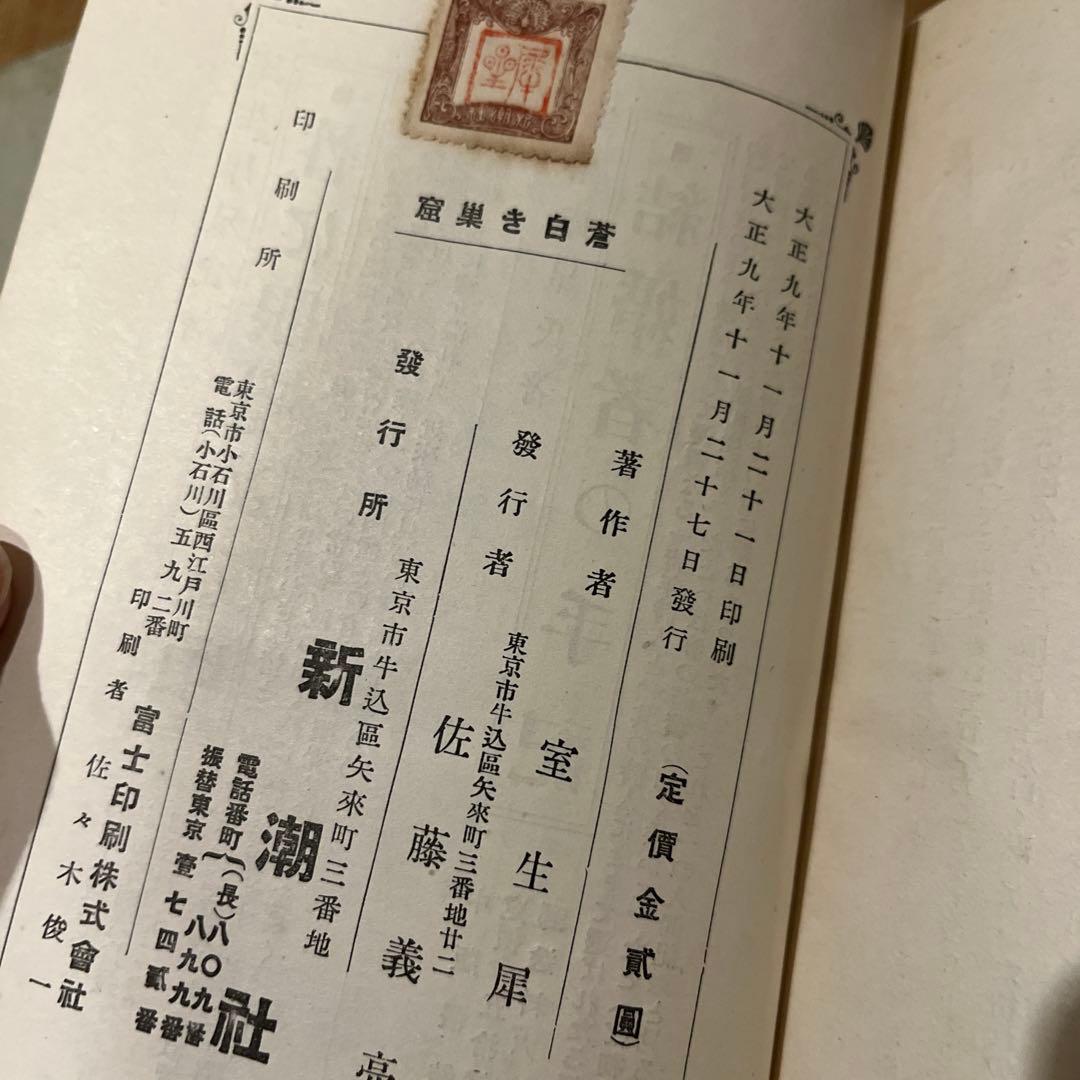 大正九年十一月二十一日印刷
大正九年十一月二十七日發行
(定價金貳圓)
蒼白き巢窟
著作者
室生犀
發行者
東京市牛込區矢來町三番地廿二
佐藤義亮
發行所
東京市牛込區矢來町三番地
新潮社
電話番町(長)八〇九番
振替東京壹七四貳番
印刷所
東京市小石川區西江戸川町
電話(小石川)五九二番
富士印刷株式會社
印刷者 佐々木俊一